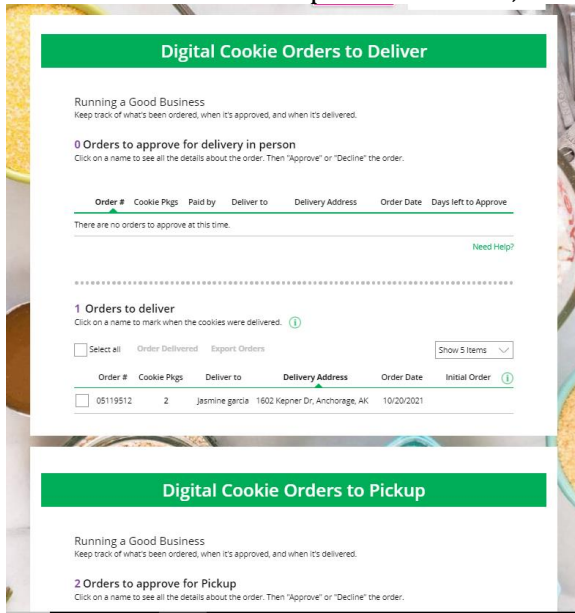 Digital Cookie Orders to Deliver
Running a Good Business
Keep track of what's been ordered, when it's approved, and when it's delivered.
0 Orders to approve for delivery in person
Click on a name to see all the details about the order. Then "Approve" or "Decline" the order.
Order # Cookie Pkgs Paid by Deliver to Delivery Address Order Date Days left to Approve
There are no orders to approve at this time.
Need Help?
1 Orders to deliver
Click on a name to mark when the cookies were delivered. i
Select all Order Delivered Export Orders Show 5 Items
Order # Cookie Pkgs Deliver to Delivery Address Order Date Initial Order i
05119512 2 Jasmine garcia 1602 Kepner Dr, Anchorage, AK 10/20/2021
Digital Cookie Orders to Pickup
Running a Good Business
Keep track of what's been ordered, when it's approved, and when it's delivered.
2 Orders to approve for Pickup
Click on a name to see all the details about the order. Then "Approve" or "Decline" the order.